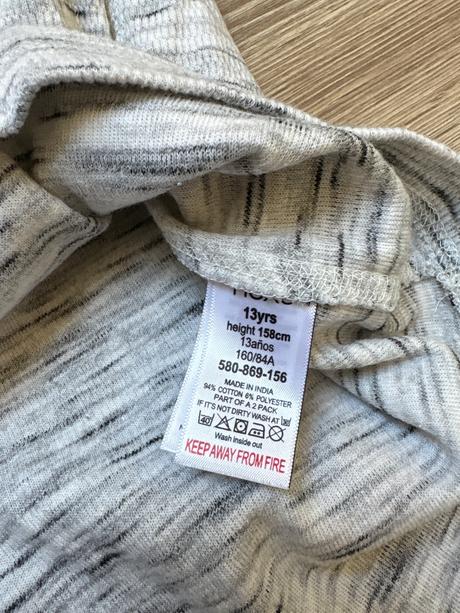 13yrs
height 158cm
13años
160/84A
580-869-156
MADE IN INDIA
94% COTTON 6% POLYESTER
PART OF A 2 PACK
IF IT'S NOT DIRTY WASH AT 30
40
Wash inside out
KEEP AWAY FROM FIRE